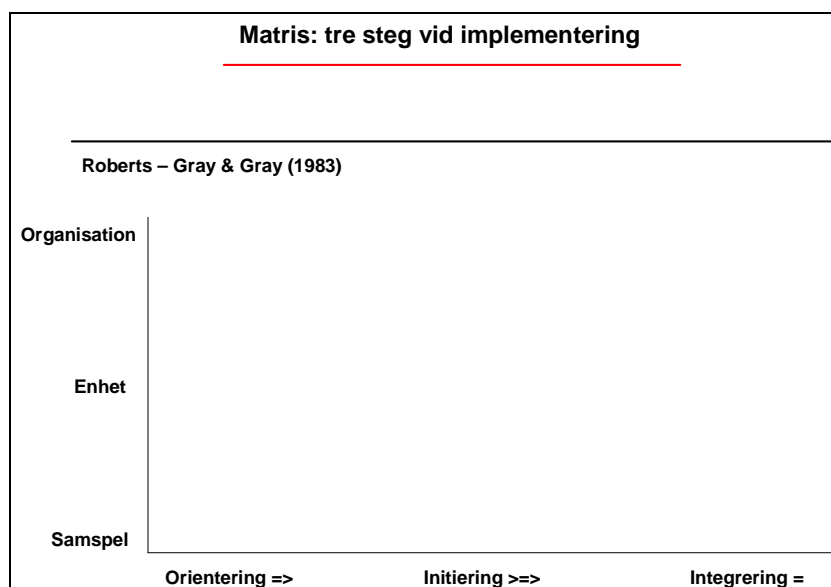 Matris: tre steg vid implementering
Roberts – Gray & Gray (1983)
Organisation
Enhet
Samspel
Orientering => Initiering >=> Integrering =